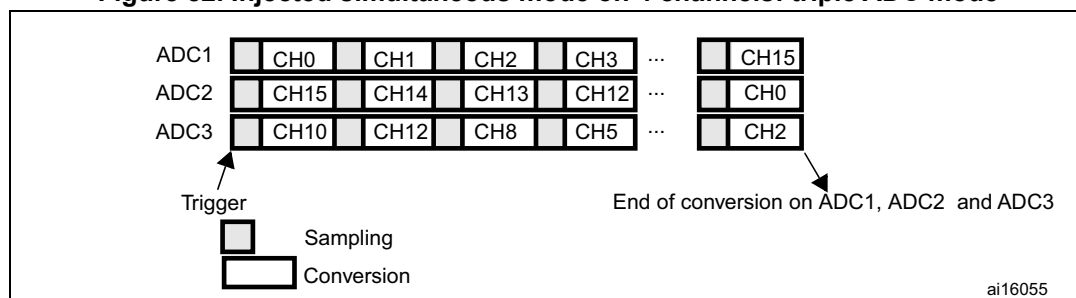 Figure 52. Injected simultaneous mode on 4 channels: triple ADC mode
ADC1 CH0 CH1 CH2 CH3 ... CH15
ADC2 CH15 CH14 CH13 CH12 ... CH0
ADC3 CH10 CH12 CH8 CH5 ... CH2
Trigger
End of conversion on ADC1, ADC2 and ADC3
Sampling
Conversion
ai16055